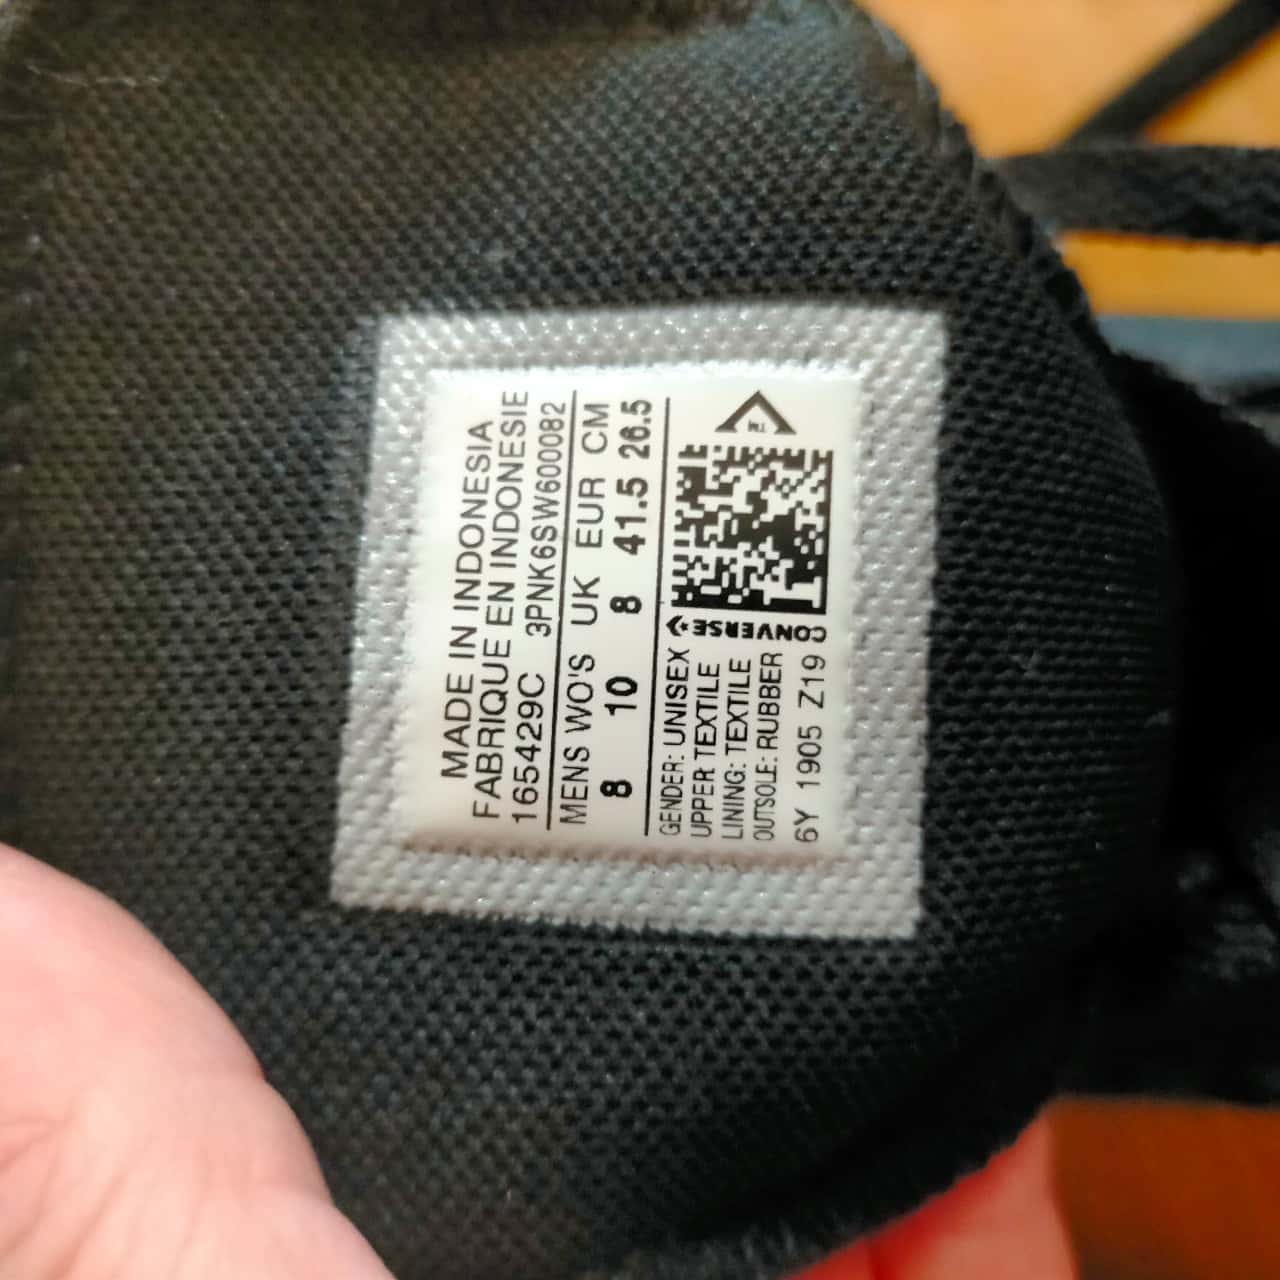 MADE IN INDONESIA
FABRIQUE EN INDONESIE
165429C 3PNK6SW600082
MENS WO'S UK EUR CM
8 10 8 41.5 26.5
GENDER: UNISEX
UPPER TEXTILE
LINING: TEXTILE
OUTSOLE: RUBBER
6Y 1905 Z19
CONVERSE